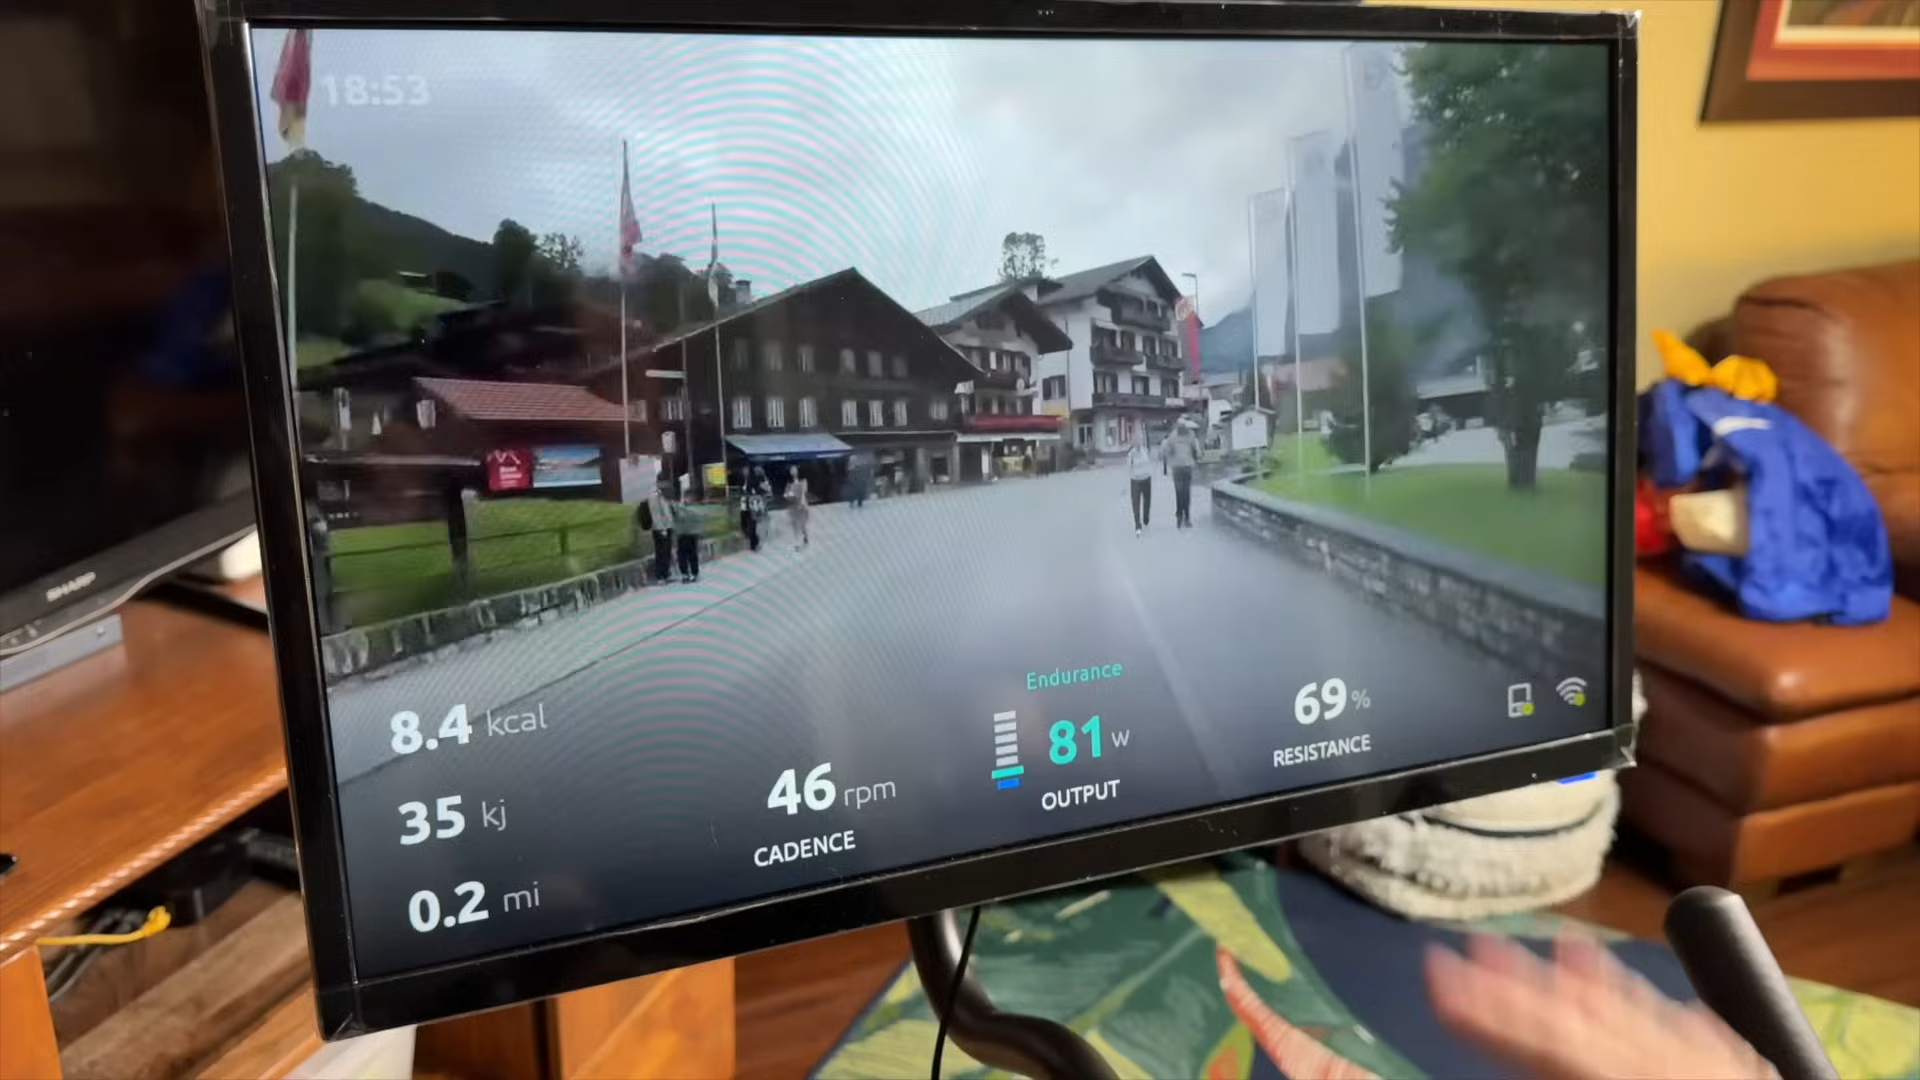 18:53
SHARP
Endurance
8.4 kcal
35 kj
0.2 mi
46 rpm
CADENCE
81 w
OUTPUT
69 %
RESISTANCE